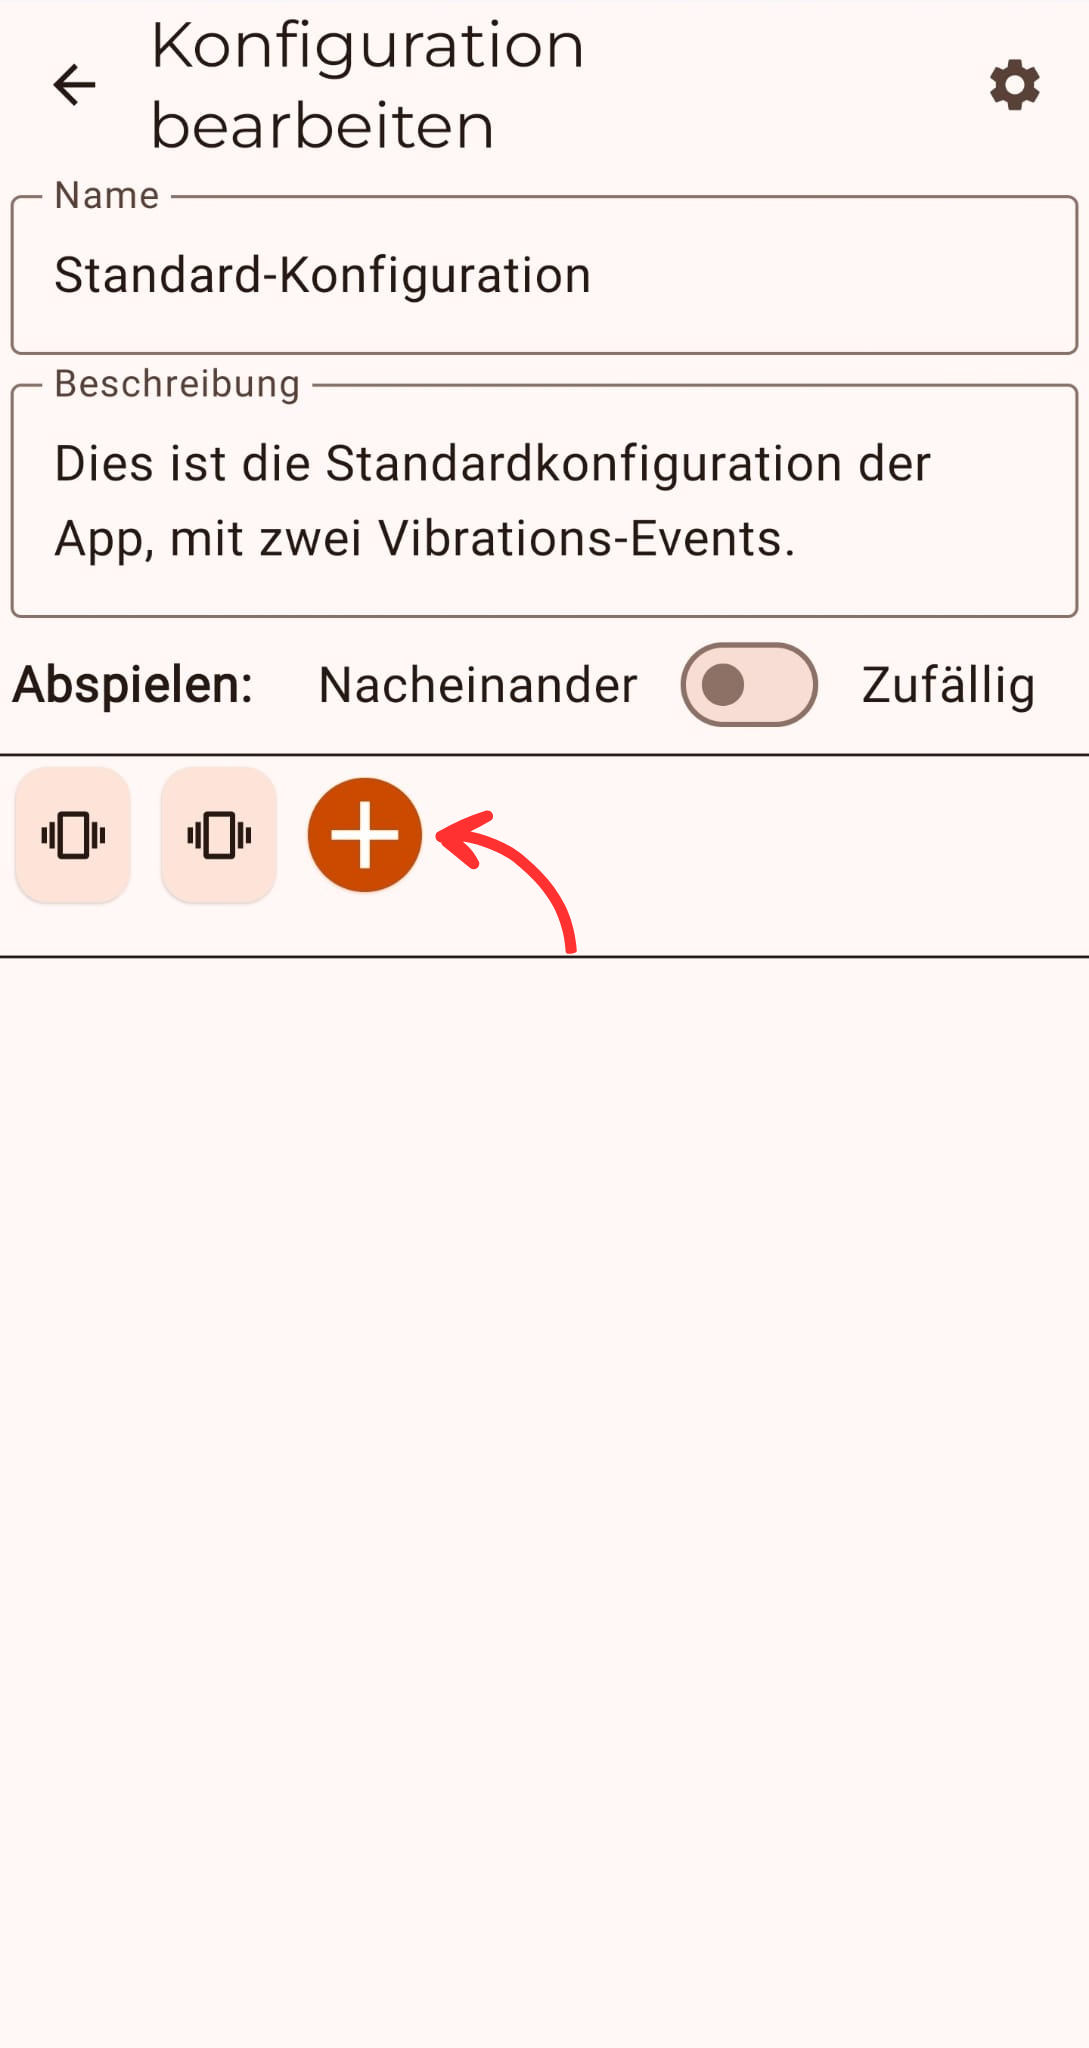 Konfiguration
bearbeiten
Name
Standard-Konfiguration
Beschreibung
Dies ist die Standardkonfiguration der
App, mit zwei Vibrations-Events.
Abspielen: Nacheinander Zufällig